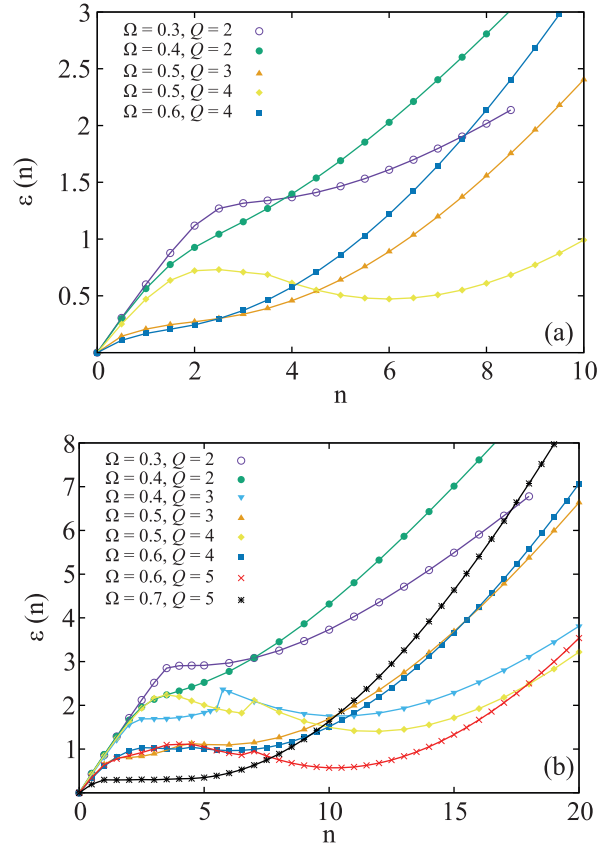 3
2.5
2
1.5
1
0.5
0 2 4 6 8 10
ε (n)
n
Ω = 0.3, Q = 2
Ω = 0.4, Q = 2
Ω = 0.5, Q = 3
Ω = 0.5, Q = 4
Ω = 0.6, Q = 4
(a)
8
7
6
5
4
3
2
1
0 5 10 15 20
ε (n)
n
Ω = 0.3, Q = 2
Ω = 0.4, Q = 2
Ω = 0.4, Q = 3
Ω = 0.5, Q = 3
Ω = 0.5, Q = 4
Ω = 0.6, Q = 4
Ω = 0.6, Q = 5
Ω = 0.7, Q = 5
(b)